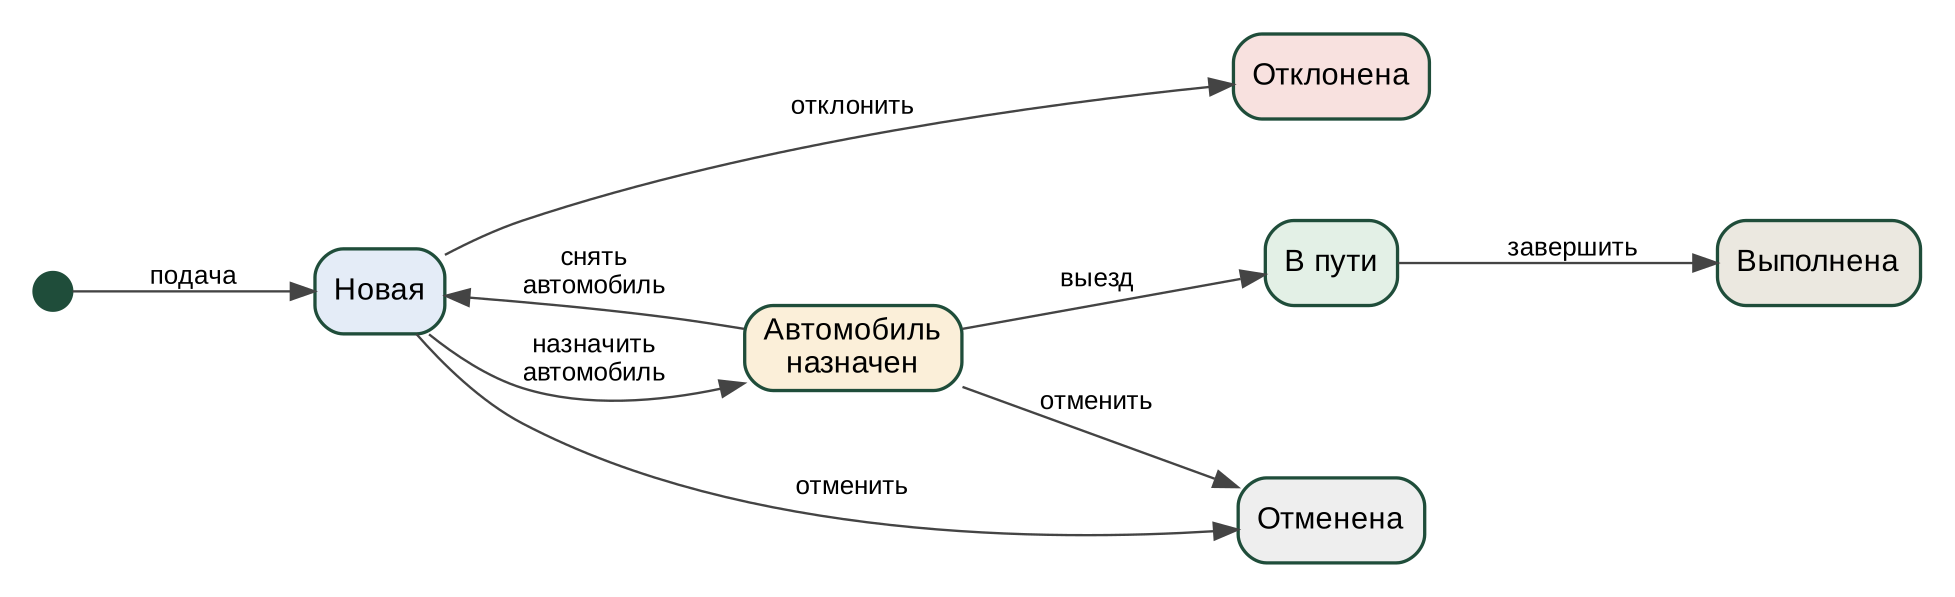 Отклонена
отклонить
снять
автомобиль
подача
Новая
выезд
В пути
завершить
Выполнена
Автомобиль
назначен
назначить
автомобиль
отменить
отменить
Отменена